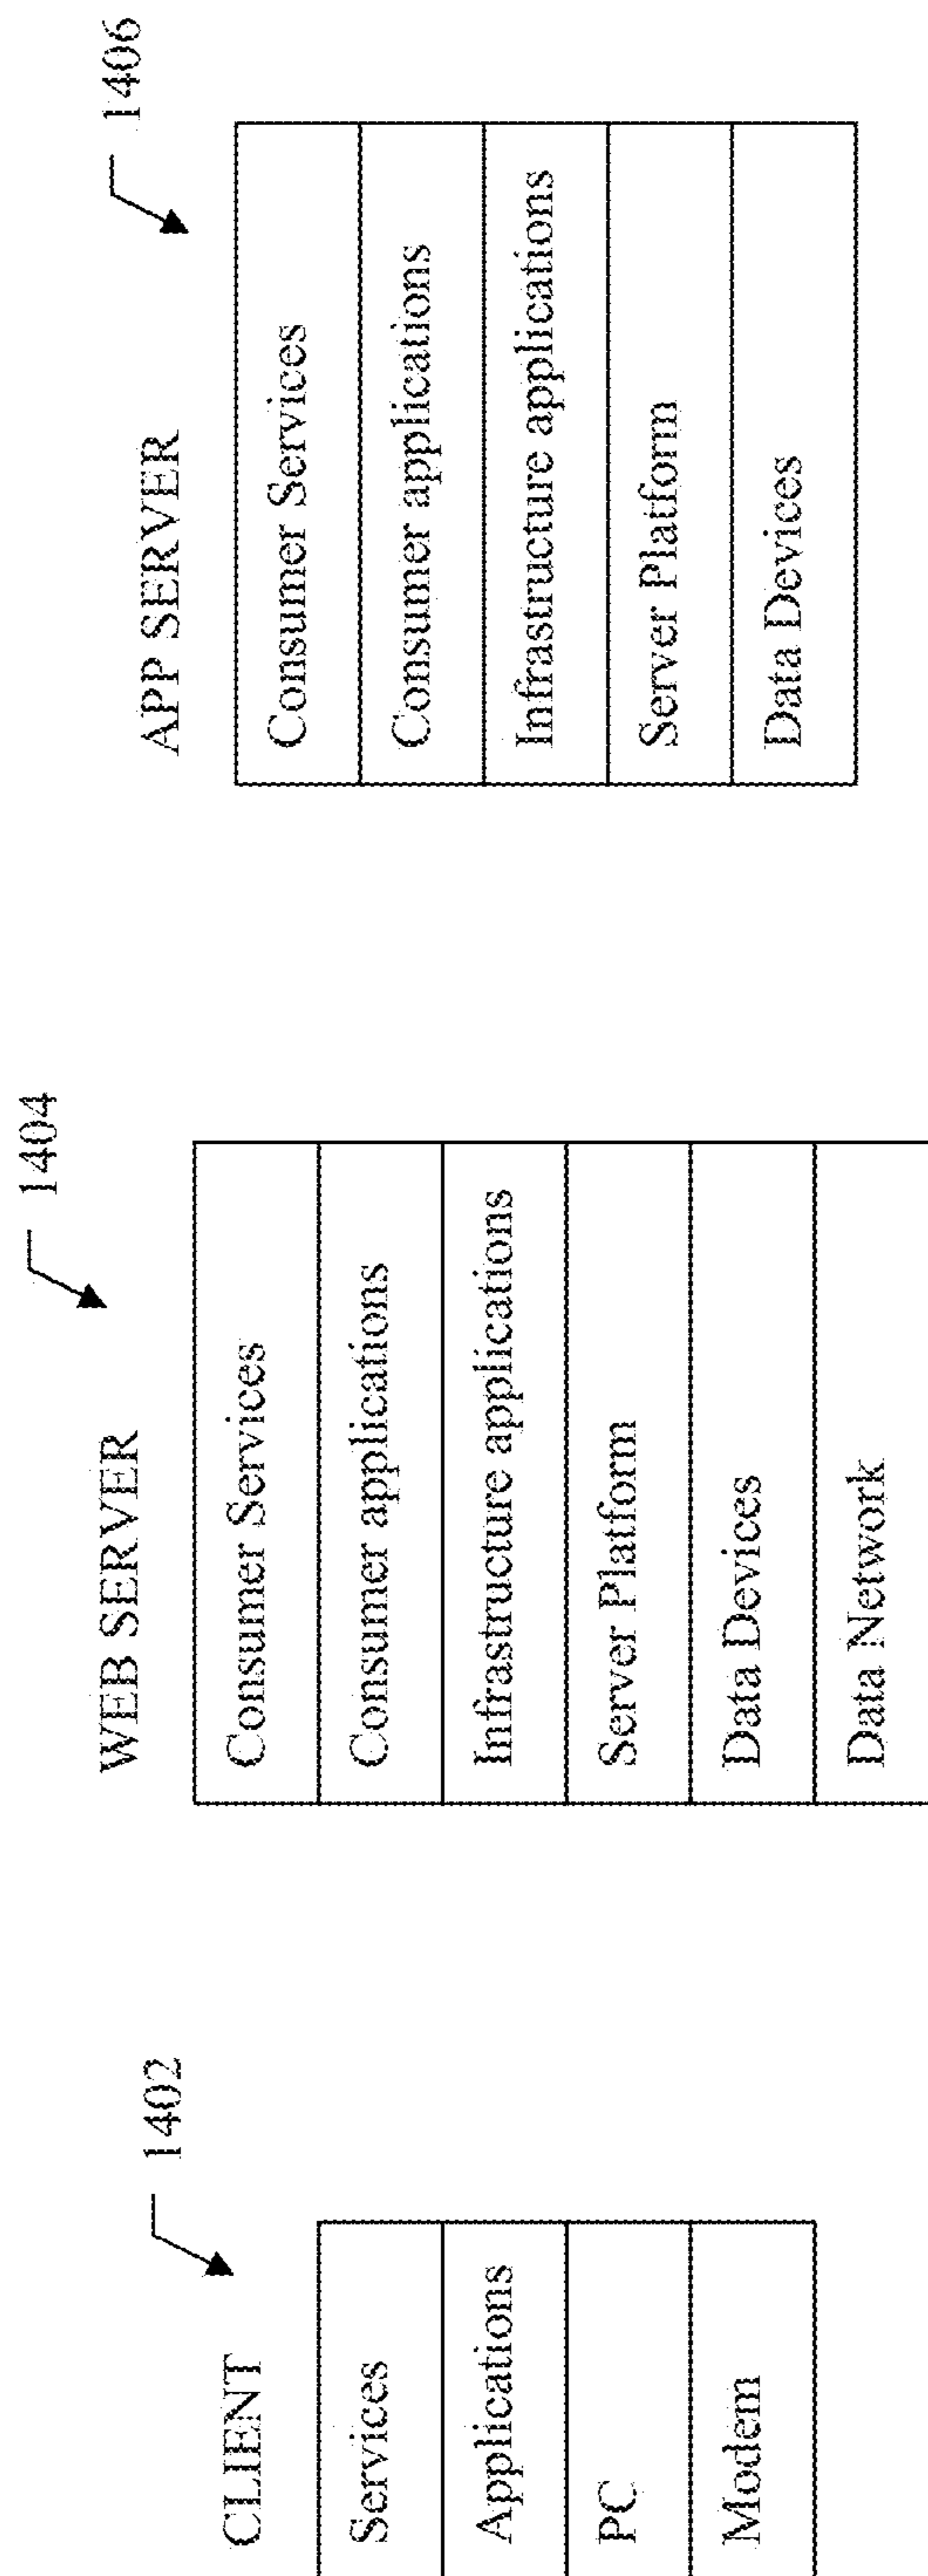 1402
CLIENT
Services
Applications
PC
Modem
1404
WEB SERVER
Consumer Services
Consumer applications
Infrastructure applications
Server Platform
Data Devices
Data Network
1406
APP SERVER
Consumer Services
Consumer applications
Infrastructure applications
Server Platform
Data Devices